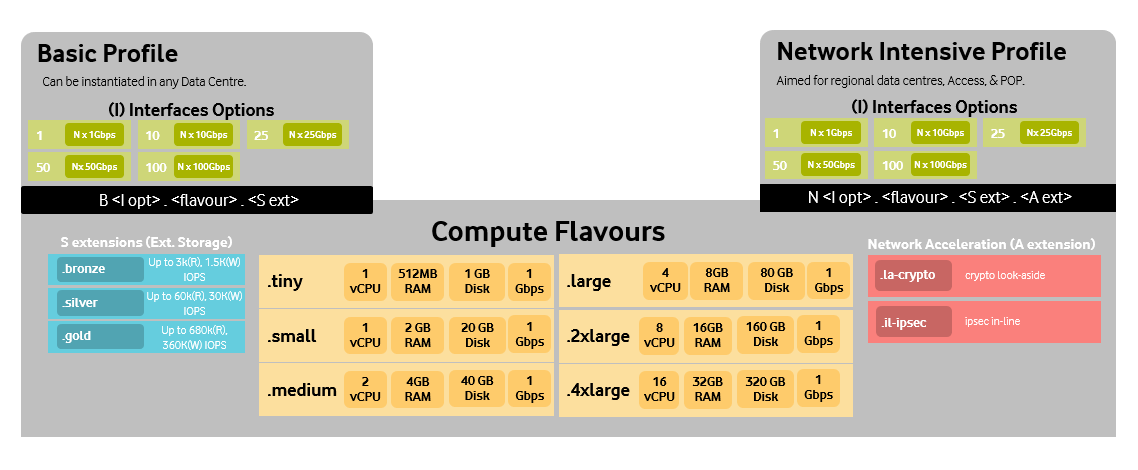 Basic Profile
Can be instantiated in any Data Centre.
(I) Interfaces Options
1 N x 1Gbps 10 N x 10Gbps 25 N x 25Gbps
50 Nx 50Gbps 100 N x 100Gbps
B <I opt> . <flavour> . <S ext>
Network Intensive Profile
Aimed for regional data centres, Access, & POP.
(I) Interfaces Options
1 N x 1Gbps 10 N x 10Gbps 25 Nx 25Gbps
50 N x 50Gbps 100 N x 100Gbps
N <I opt> . <flavour> . <S ext> . <A ext>
S extensions (Ext. Storage)
.bronze Up to 3k(R), 1.5K(W)
IOPS
.silver Up to 60k(R), 30K(W)
IOPS
.gold Up to 680k(R),
360K(W) IOPS
Compute Flavours
.tiny 1 vCPU 512MB RAM 1 GB Disk 1 Gbps
.small 1 vCPU 2 GB RAM 20 GB Disk 1 Gbps
.medium 2 vCPU 4GB RAM 40 GB Disk 1 Gbps
.large 4 vCPU 8GB RAM 80 GB Disk 1 Gbps
.2xlarge 8 vCPU 16GB RAM 160 GB Disk 1 Gbps
.4xlarge 16 vCPU 32GB RAM 320 GB Disk 1 Gbps
Network Acceleration (A extension)
.la-crypto crypto look-aside
.il-ipsec ipsec in-line